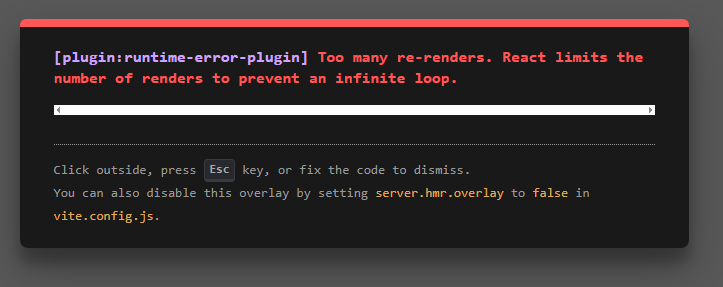 [plugin:runtime-error-plugin] Too many re-renders. React limits the
number of renders to prevent an infinite loop.
Click outside, press Esc key, or fix the code to dismiss.
You can also disable this overlay by setting server.hmr.overlay to false in
vite.config.js.